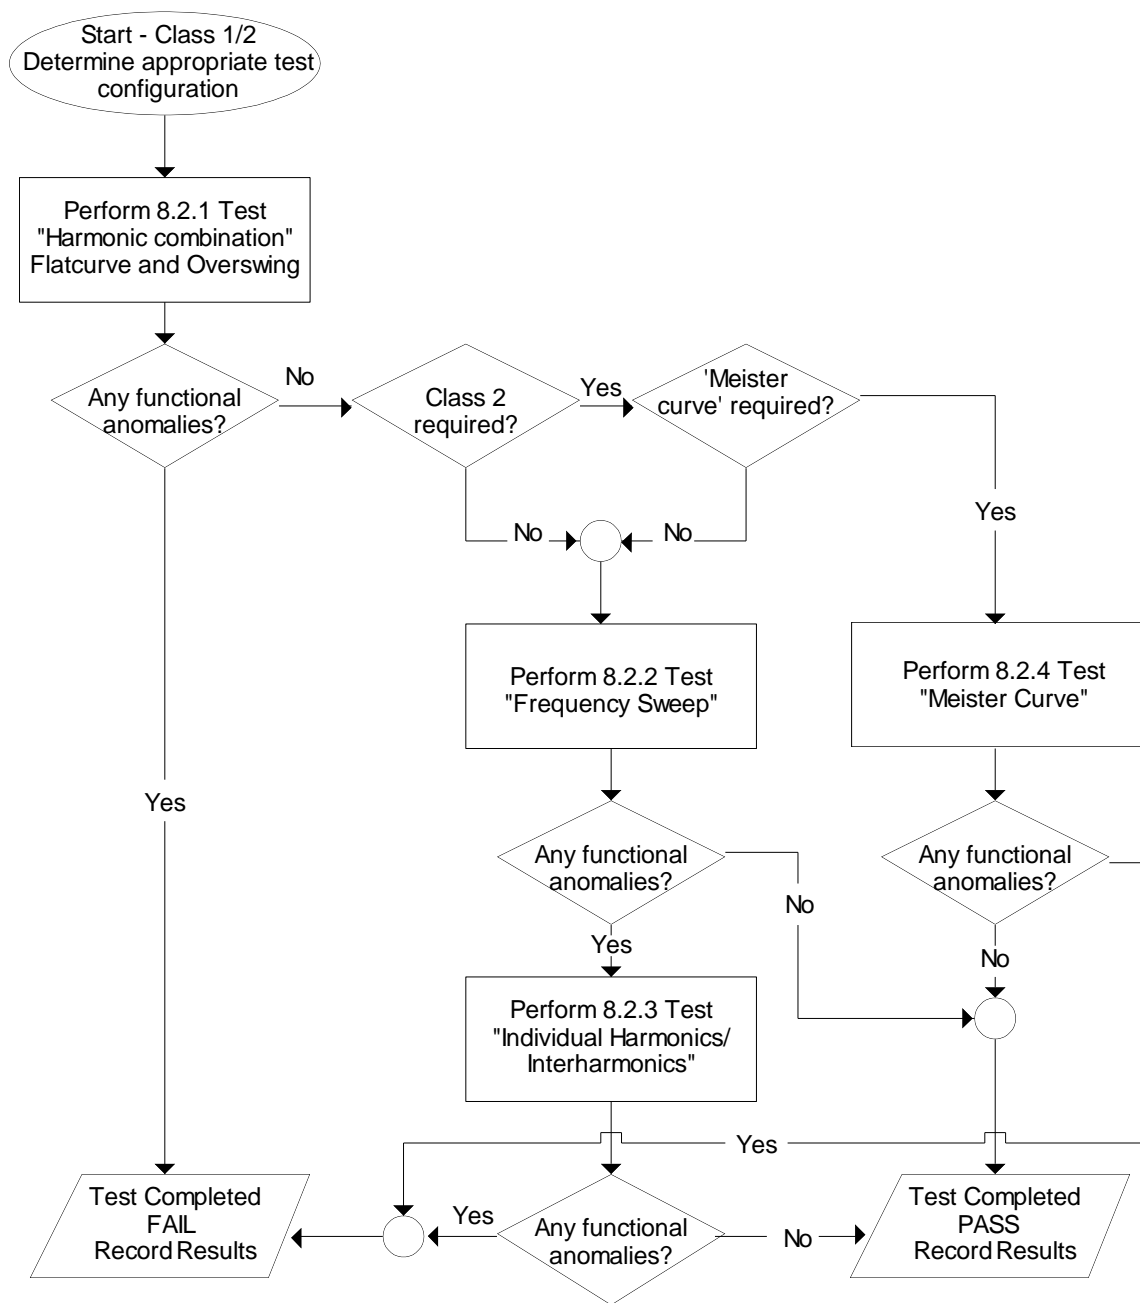 Start - Class 1/2
Determine appropriate test
configuration
Perform 8.2.1 Test
"Harmonic combination"
Flatcurve and Overswing
Any functional
anomalies?
No
Class 2
required?
Yes
'Meister
curve' required?
No
No
Yes
Perform 8.2.2 Test
"Frequency Sweep"
Perform 8.2.4 Test
"Meister Curve"
Yes
Any functional
anomalies?
No
Any functional
anomalies?
Yes
No
Perform 8.2.3 Test
"Individual Harmonics/
Interharmonics"
Yes
Test Completed
FAIL
Record Results
Yes
Any functional
anomalies?
No
Test Completed
PASS
Record Results